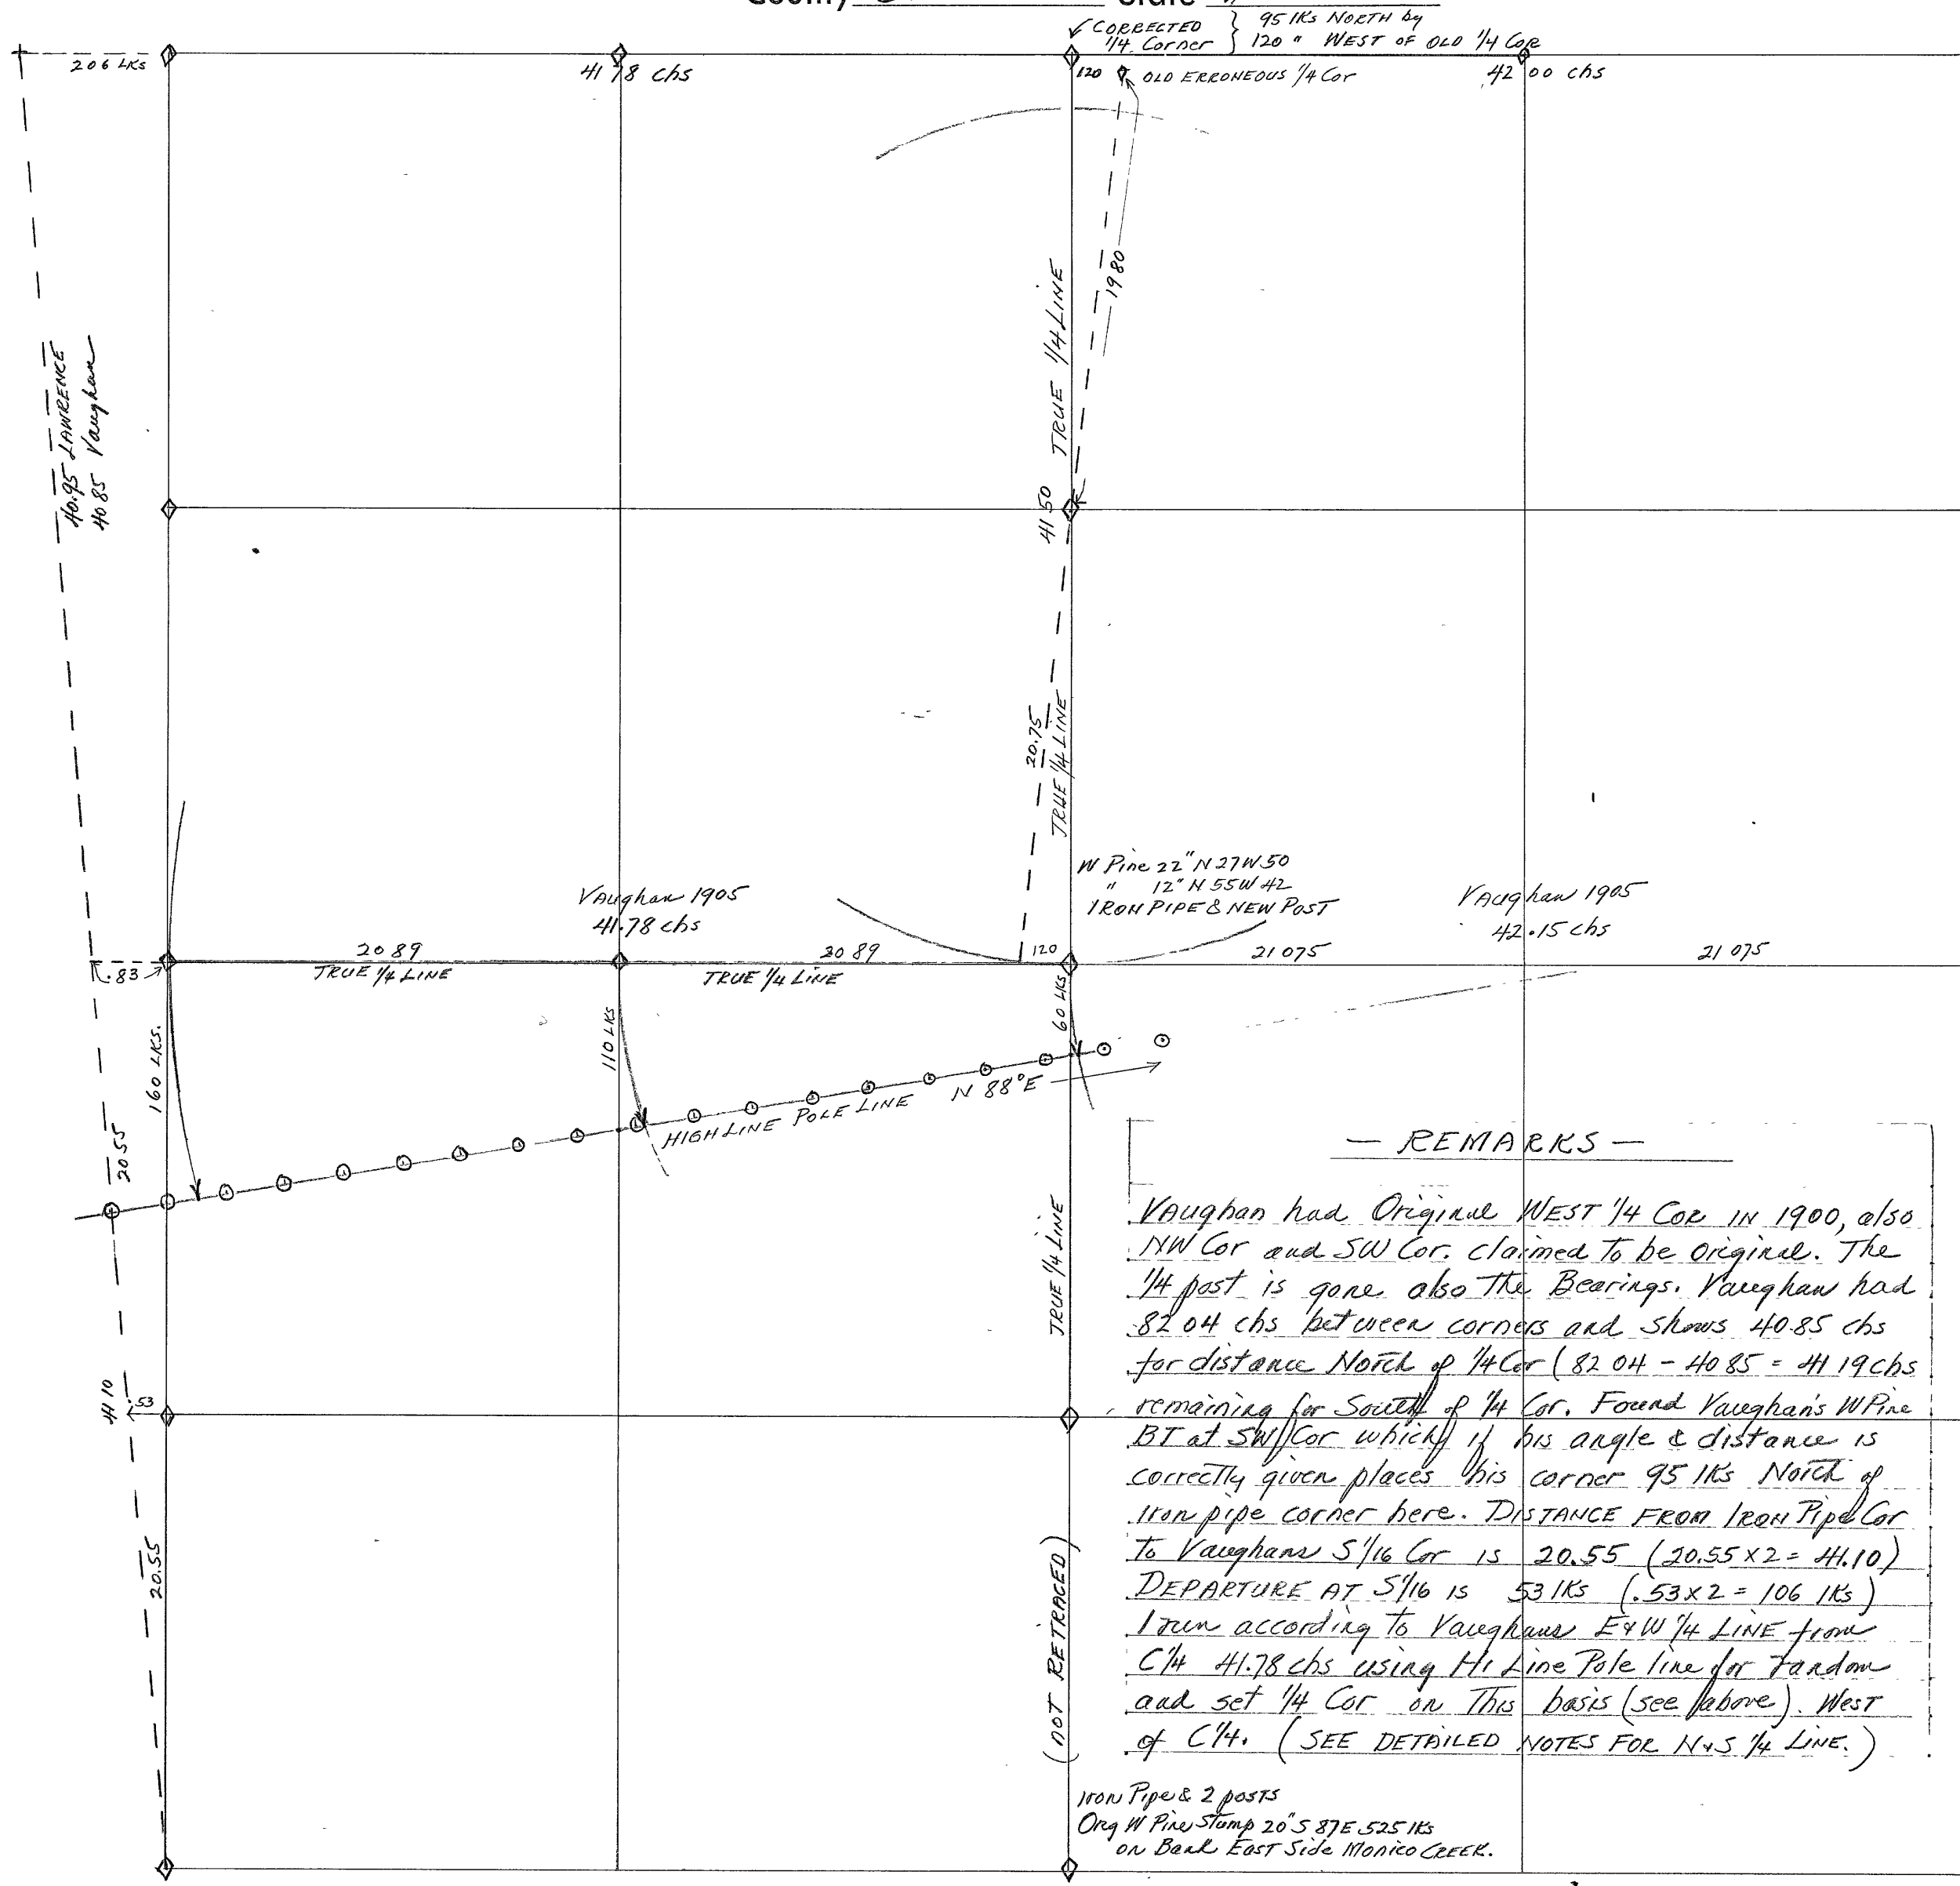 County State
CORRECTED 1/4 Corner } 95 lKs NORTH by
120 " WEST OF OLD 1/4 COR
206 LKS
41 78 chs
120
OLD ERRONEOUS 1/4 Cor
42 00 chs
1980
TRUE 1/4 LINE
40.95 LAWRENCE
40 85 Vaughan
41 50
20.75
TRUE 1/4 LINE
W Pine 22" N 27 W 50
" 12" N 55 W 42
IRON PIPE & NEW POST
VAughan 1905
41.78 chs
VAughan 1905
42.15 chs
.83
20 89
TRUE 1/4 LINE
20 89
TRUE 1/4 LINE
120
21 075
21 075
160 LKS.
110 LKS
60 LKS
HIGHLINE POLE LINE N 88°E
20 55
TRUE 1/4 LINE
41 10
.53
20.55
(NOT RETRACED)
— REMARKS —
VAughan had Original WEST 1/4 COR IN 1900, also
NW Cor and SW Cor. claimed To be Original. The
1/4 post is gone also The Bearings. Vaughan had
82 04 chs between corners and shows 40.85 chs
for distance North of 1/4 Cor (82 04 - 40 85 = 41 19 chs
remaining for South of 1/4 Cor. Found Vaughan's W Pine
BT at SW Cor which if his angle & distance is
correctly given places his corner 95 lKs North of
Iron pipe corner here. DISTANCE FROM IRON Pipe Cor
To Vaughans S 1/16 Cor is 20.55 (20.55 x 2 = 41.10)
DEPARTURE AT S 1/16 IS 53 lKs (.53 x 2 = 106 lKs)
I run according To Vaughans E & W 1/4 LINE from
C 1/4 41.78 chs using Hi Line Pole line for random
and set 1/4 Cor on This basis (see above). West
of C 1/4. (SEE DETAILED NOTES FOR N & S 1/4 LINE.)
Iron Pipe & 2 posts
Org W Pine Stump 20" S 87 E .525 lKs
on Bank EAST Side Monico CREEK.